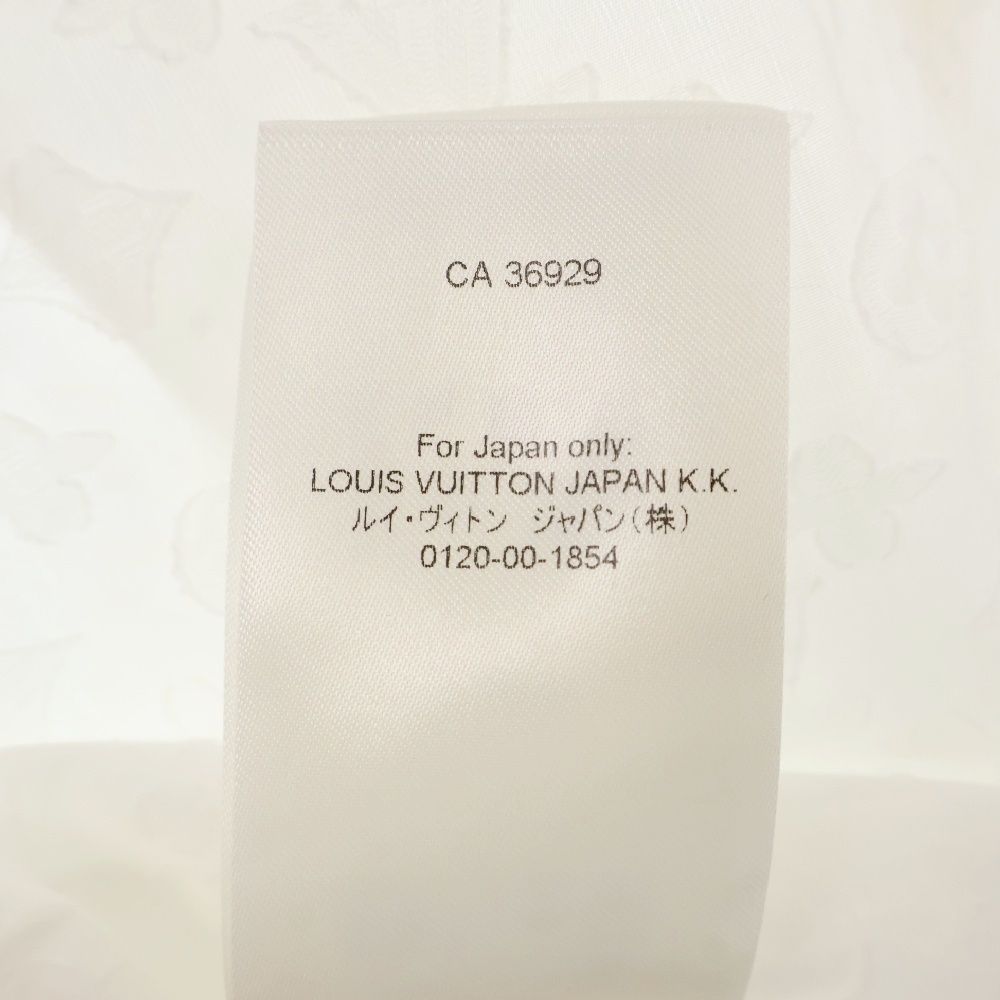 CA 36929
For Japan only:
LOUIS VUITTON JAPAN K.K.
ルイ・ヴィトン　ジャパン(株)
0120-00-1854